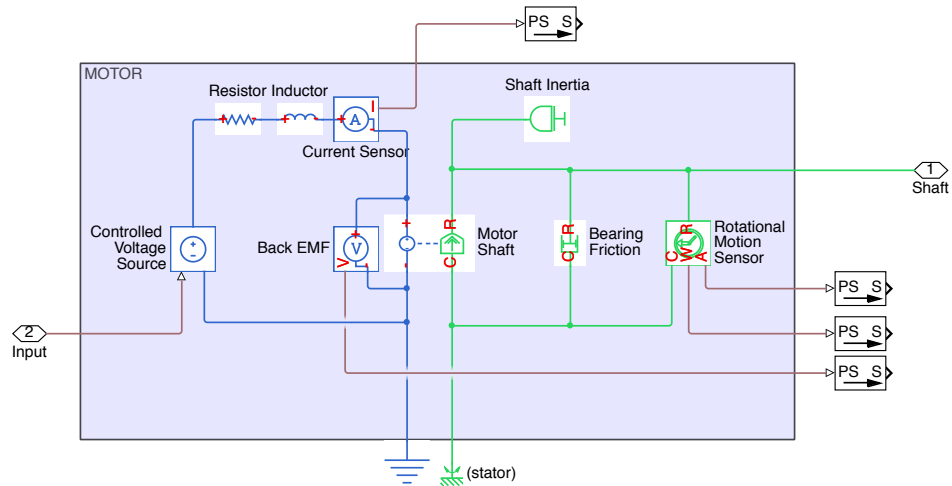 PS S
MOTOR
Resistor Inductor
Shaft Inertia
+ - + - + I -
A
Current Sensor
1
Shaft
Controlled
Voltage
Source
+
-
Back EMF
+
V
V -
+
-
R
C
Motor
Shaft
R
C
Bearing
Friction
Rotational
Motion
Sensor
R
C W A
PS S
2
Input
PS S
PS S
(stator)